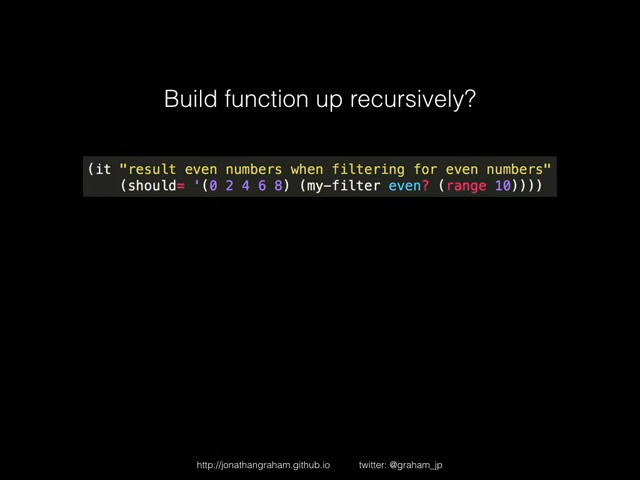 Build function up recursively?
(it "result even numbers when filtering for even numbers"
(should= '(0 2 4 6 8) (my-filter even? (range 10))))
http://jonathangraham.github.io twitter: @graham_jp